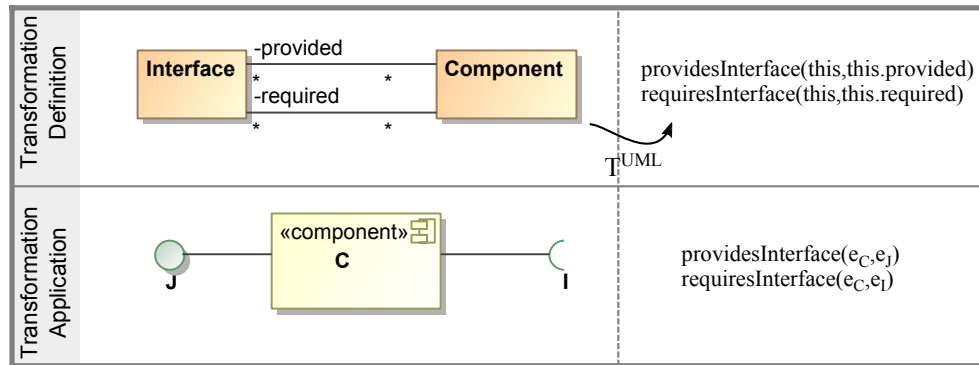 Transformation
Definition
-provided
Interface
Component
*
*
-required
*
*
providesInterface(this,this.provided)
requiresInterface(this,this.required)
T^UML
Transformation
Application
«component»
C
J
I
providesInterface(e_C,e_J)
requiresInterface(e_C,e_I)